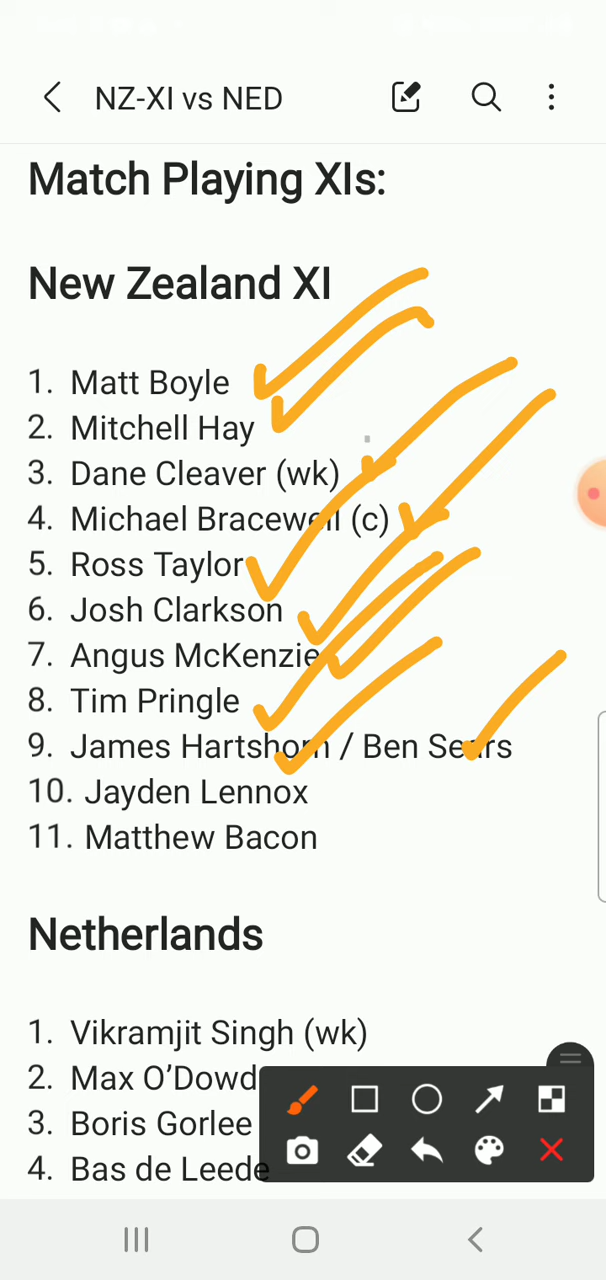 NZ-XI vs NED
Match Playing XIs:
New Zealand XI
1. Matt Boyle
2. Mitchell Hay
3. Dane Cleaver (wk)
4. Michael Bracewell (c)
5. Ross Taylor
6. Josh Clarkson
7. Angus McKenzie
8. Tim Pringle
9. James Hartshorn / Ben Sears
10. Jayden Lennox
11. Matthew Bacon
Netherlands
1. Vikramjit Singh (wk)
2. Max O’Dowd
3. Boris Gorlee
4. Bas de Leede